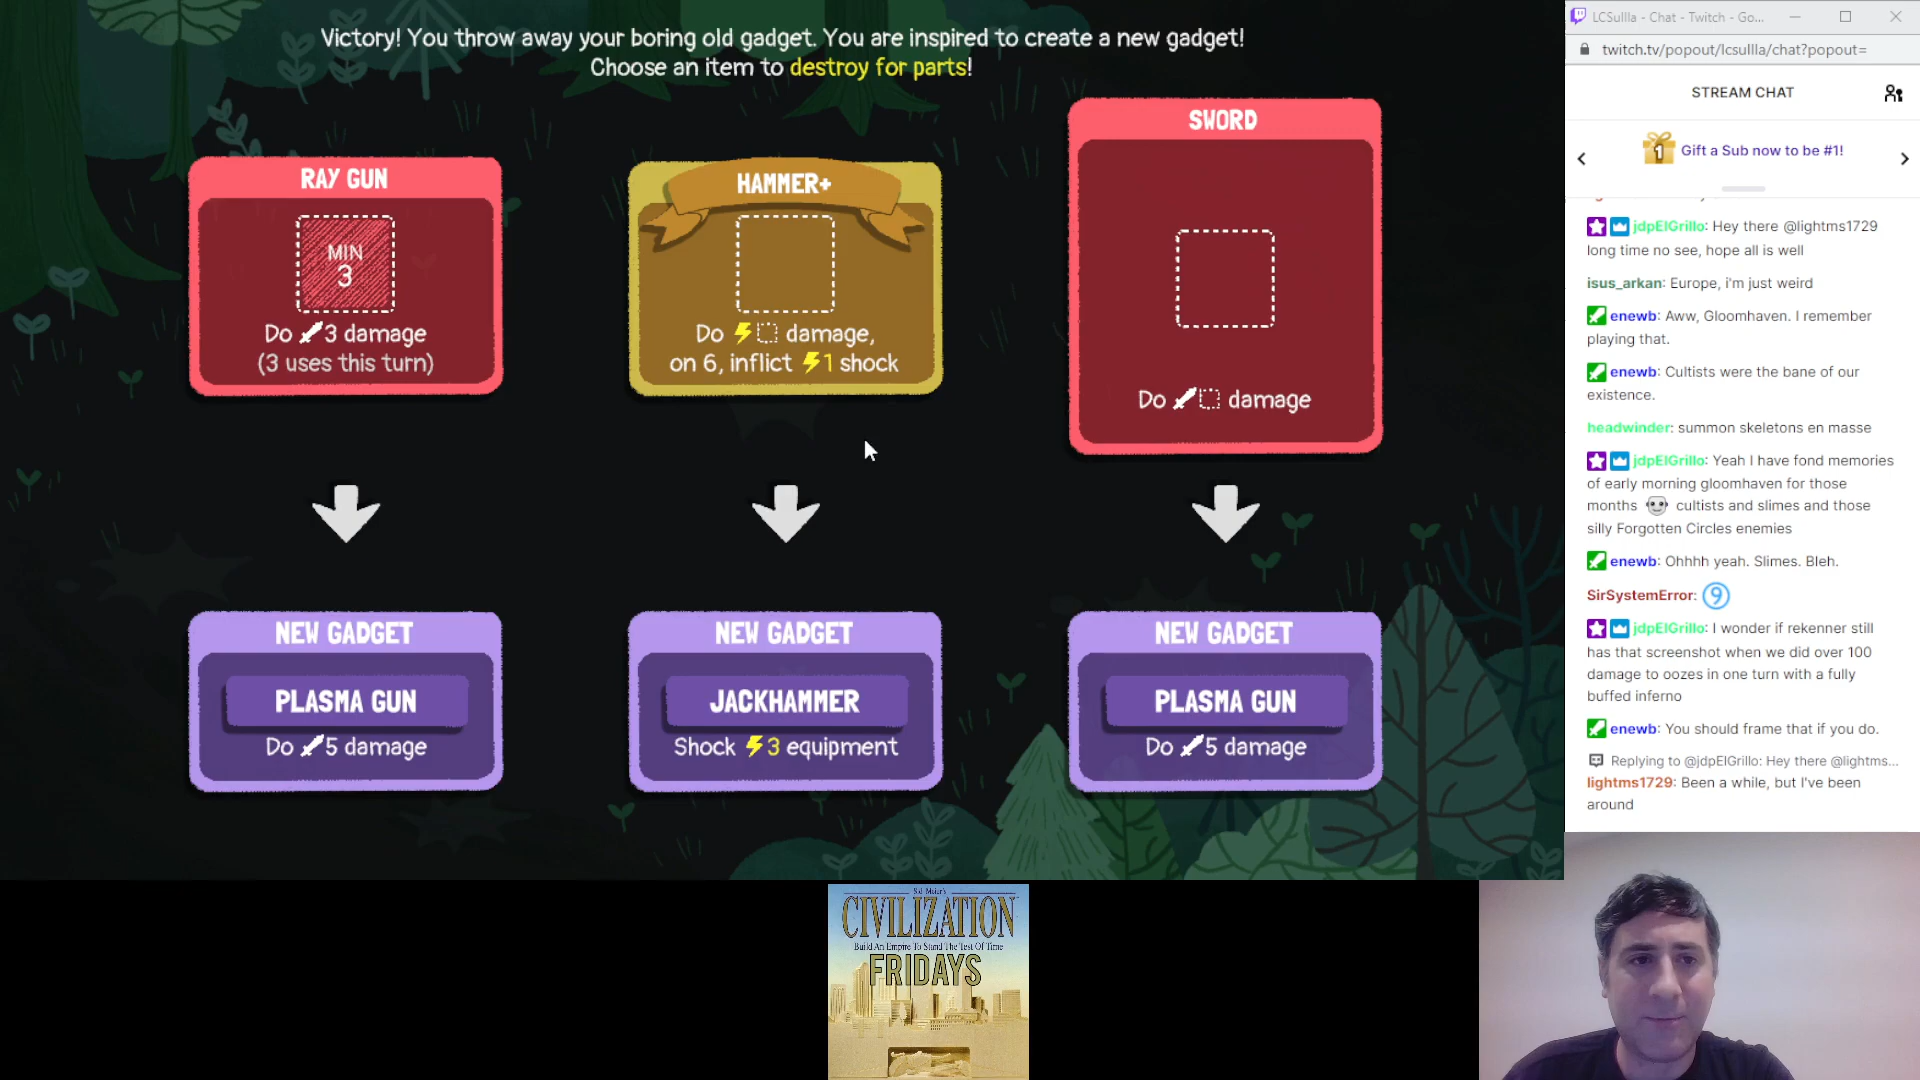 Victory! You throw away your boring old gadget. You are inspired to create a new gadget!
Choose an item to destroy for parts!
RAY GUN
MIN
3
Do 3 damage
(3 uses this turn)
HAMMER+
Do damage,
on 6, inflict 1 shock
SWORD
Do damage
NEW GADGET
PLASMA GUN
Do 5 damage
NEW GADGET
JACKHAMMER
Shock 3 equipment
NEW GADGET
PLASMA GUN
Do 5 damage
LCSullla - Chat - Twitch - Go...
twitch.tv/popout/lcsullla/chat?popout=
STREAM CHAT
1
Gift a Sub now to be #1!
jdpElGrillo: Hey there @lightms1729
long time no see, hope all is well
isus_arkan: Europe, i'm just weird
enewb: Aww, Gloomhaven. I remember
playing that.
enewb: Cultists were the bane of our
existence.
headwinder: summon skeletons en masse
jdpElGrillo: Yeah I have fond memories
of early morning gloomhaven for those
months cultists and slimes and those
silly Forgotten Circles enemies
enewb: Ohhhh yeah. Slimes. Bleh.
SirSystemError: 9
jdpElGrillo: I wonder if rekenner still
has that screenshot when we did over 100
damage to oozes in one turn with a fully
buffed inferno
enewb: You should frame that if you do.
Replying to @jdpElGrillo: Hey there @lightms...
lightms1729: Been a while, but I've been
around
Sid Meier's
CIVILIZATION
Build An Empire To Stand The Test Of Time
FRIDAYS